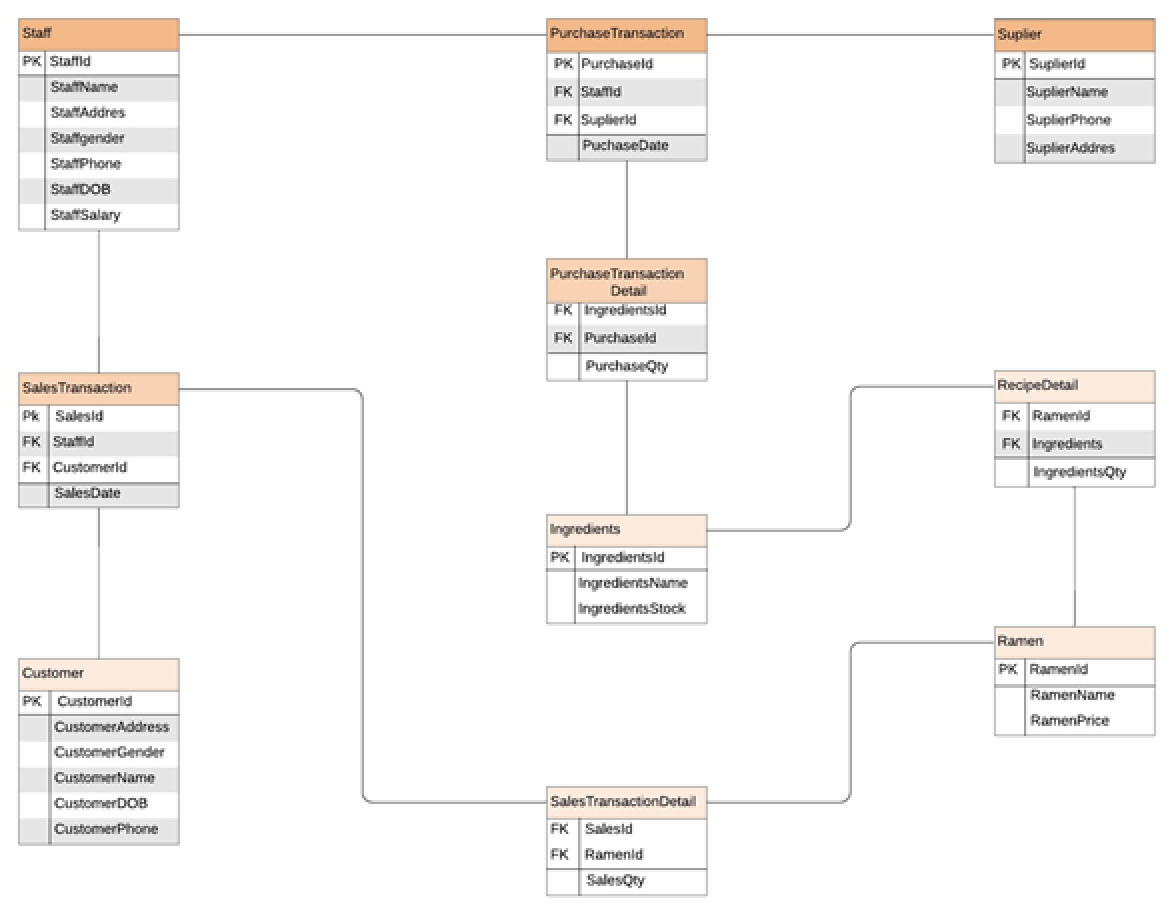 Staff
PK StaffId
StaffName
StaffAddres
Staffgender
StaffPhone
StaffDOB
StaffSalary
PurchaseTransaction
PK PurchaseId
FK StaffId
FK SuplierId
PuchaseDate
Suplier
PK SuplierId
SuplierName
SuplierPhone
SuplierAddres
PurchaseTransaction
Detail
FK IngredientsId
FK PurchaseId
PurchaseQty
SalesTransaction
Pk SalesId
FK StaffId
FK CustomerId
SalesDate
RecipeDetail
FK RamenId
FK Ingredients
IngredientsQty
Ingredients
PK IngredientsId
IngredientsName
IngredientsStock
Customer
PK CustomerId
CustomerAddress
CustomerGender
CustomerName
CustomerDOB
CustomerPhone
Ramen
PK RamenId
RamenName
RamenPrice
SalesTransactionDetail
FK SalesId
FK RamenId
SalesQty